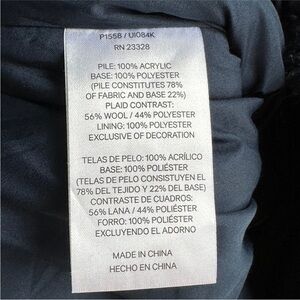 P155B / UI084K
RN 23328
PILE: 100% ACRYLIC
BASE: 100% POLYESTER
(PILE CONSTITUTES 78%
OF FABRIC AND BASE 22%)
PLAID CONTRAST:
56% WOOL / 44% POLYESTER
LINING: 100% POLYESTER
EXCLUSIVE OF DECORATION
TELAS DE PELO: 100% ACRÍLICO
BASE: 100% POLIÉSTER
(TELAS DE PELO CONSTITUYEN EL
78% DEL TEJIDO Y 22% DEL BASE)
CONTRASTE DE CUADROS:
56% LANA / 44% POLIÉSTER
FORRO: 100% POLIÉSTER
EXCLUYENDO EL ADORNO
MADE IN CHINA
HECHO EN CHINA